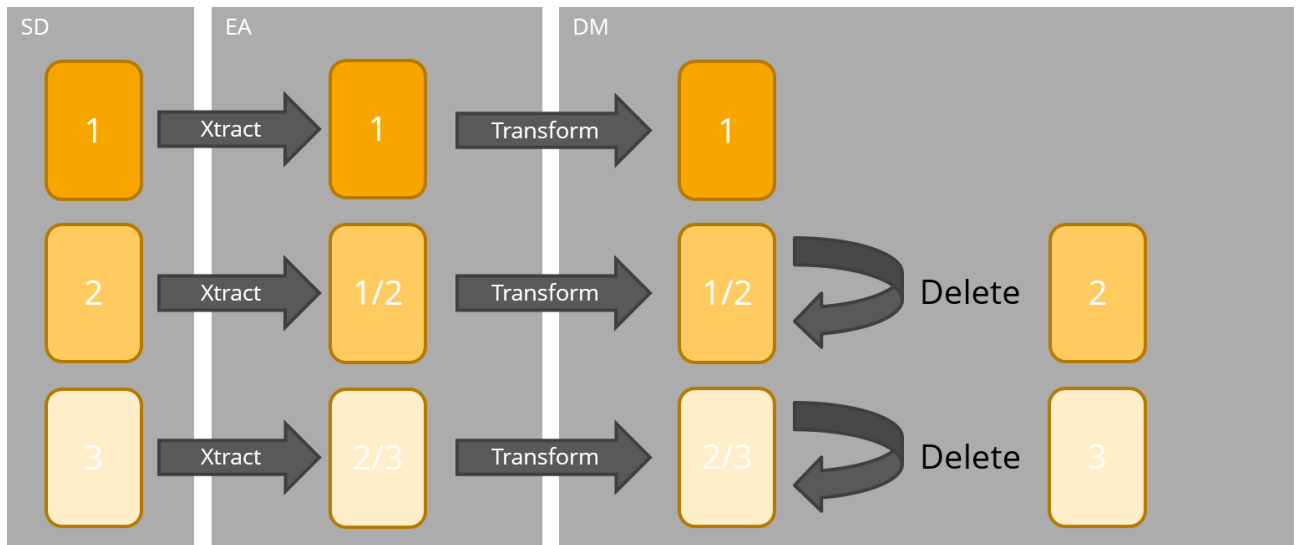 SD
EA
DM
1
Xtract
1
Transform
1
2
Xtract
1/2
Transform
1/2
Delete
2
3
Xtract
2/3
Transform
2/3
Delete
3